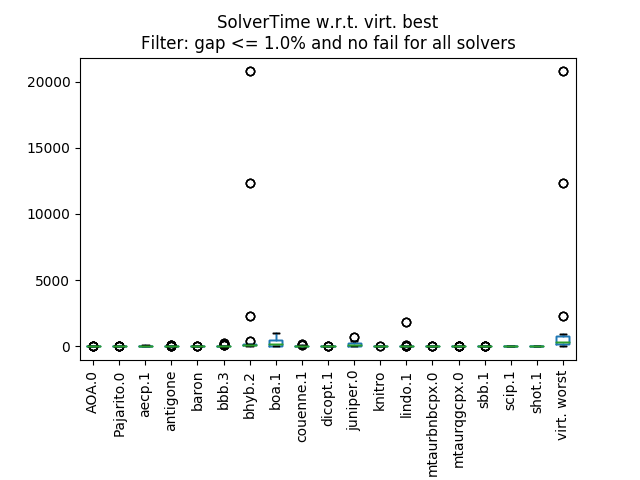 SolverTime w.r.t. virt. best
Filter: gap <= 1.0% and no fail for all solvers
20000
15000
10000
5000
0
AOA.0
Pajarito.0
aecp.1
antigone
baron
bbb.3
bhyb.2
boa.1
couenne.1
dicopt.1
juniper.0
knitro
lindo.1
mtaurbnbcpx.0
mtaurqgcpx.0
sbb.1
scip.1
shot.1
virt. worst